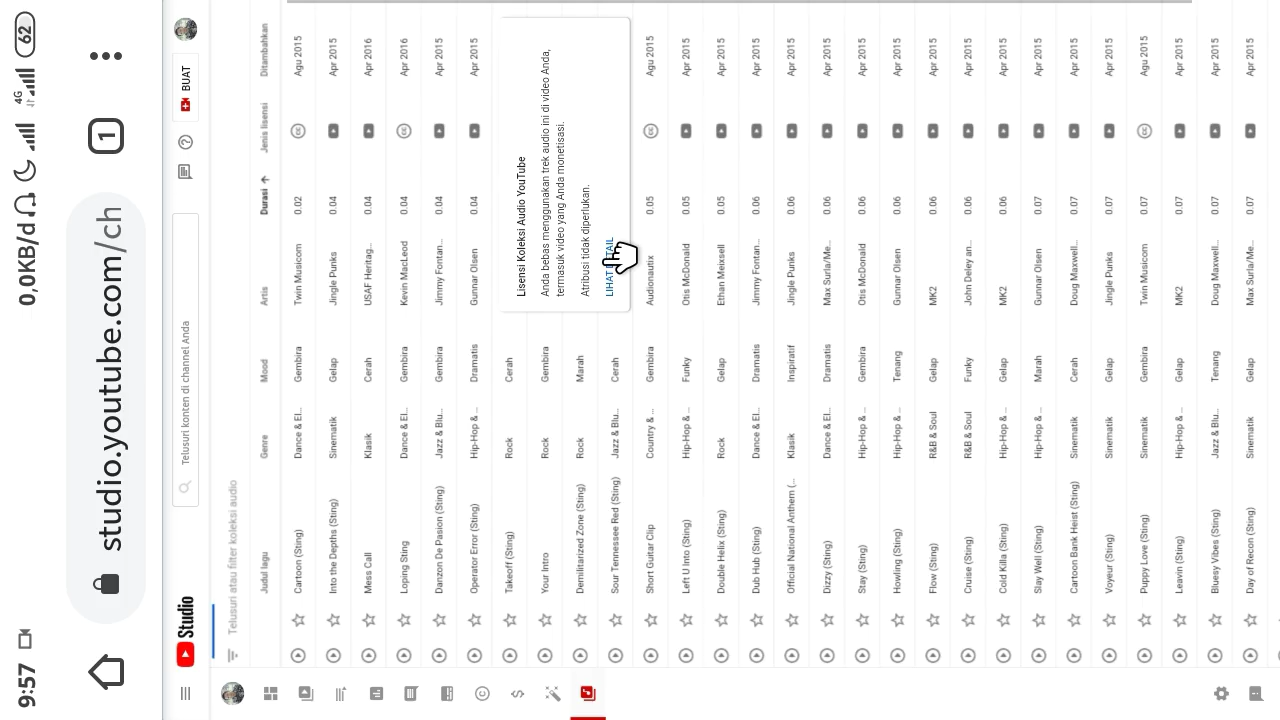 9:57
0,0KB/d
4G
62
studio.youtube.com/ch
1
Studio
Telusuri konten di channel Anda
BUAT
Telusuri atau filter koleksi audio
Judul lagu Genre Mood Artis Durasi Jenis lisensi Ditambahkan
Cartoon (Sting) Dance & El... Gembira Twin Musicom 0.02 Agu 2015
Into the Depths (Sting) Sinematik Gelap Jingle Punks 0.04 Apr 2015
Mess Call Klasik Cerah USAF Heritag... 0.04 Apr 2016
Loping Sting Dance & El... Gembira Kevin MacLeod 0.04 Apr 2016
Danzon De Pasion (Sting) Jazz & Blu... Gembira Jimmy Fontan... 0.04 Apr 2015
Operator Error (Sting) Hip-Hop & ... Dramatis Gunnar Olsen 0.04 Apr 2015
Takeoff (Sting) Rock Cerah
Your Intro Rock Gembira
Demilitarized Zone (Sting) Rock Marah
Sour Tennessee Red (Sting) Jazz & Blu... Cerah
Lisensi Koleksi Audio YouTube
Anda bebas menggunakan trek audio ini di video Anda,
termasuk video yang Anda monetisasi.
Atribusi tidak diperlukan.
LIHAT
Short Guitar Clip Country & ... Gembira Audionautix 0.05 Agu 2015
Left U Into (Sting) Hip-Hop & ... Funky Otis McDonald 0.05 Apr 2015
Double Helix (Sting) Rock Gelap Ethan Meixsell 0.05 Apr 2015
Dub Hub (Sting) Dance & El... Dramatis Jimmy Fontan... 0.06 Apr 2015
Official National Anthem (... Klasik Inspiratif Jingle Punks 0.06 Apr 2015
Dizzy (Sting) Sinematik Dramatis Max Surla/Me... 0.06 Apr 2015
Stay (Sting) Hip-Hop & ... Gembira Otis McDonald 0.06 Apr 2015
Howling (Sting) Hip-Hop & ... Tenang Gunnar Olsen 0.06 Apr 2015
Flow (Sting) R&B & Soul Gelap MK2 0.06 Apr 2015
Cruise (Sting) R&B & Soul Funky John Deley an... 0.06 Apr 2015
Cold Killa (Sting) Hip-Hop & ... Gelap MK2 0.06 Apr 2015
Slay Well (Sting) Hip-Hop & ... Marah Gunnar Olsen 0.07 Apr 2015
Cartoon Bank Heist (Sting) Sinematik Cerah Doug Maxwell... 0.07 Apr 2015
Voyeur (Sting) Sinematik Gelap Jingle Punks 0.07 Apr 2015
Puppy Love (Sting) Sinematik Gembira Twin Musicom 0.07 Agu 2015
Leavin (Sting) Hip-Hop & ... Gelap MK2 0.07 Apr 2015
Bluesy Vibes (Sting) Jazz & Blu... Tenang Doug Maxwell... 0.07 Apr 2015
Day of Recon (Sting) Sinematik Gelap Max Surla/Me... 0.07 Apr 2015